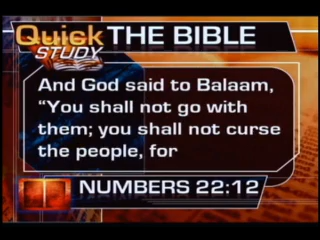 Quick
STUDY
THE BIBLE
And God said to Balaam,
“You shall not go with
them; you shall not curse
the people, for
NUMBERS 22:12